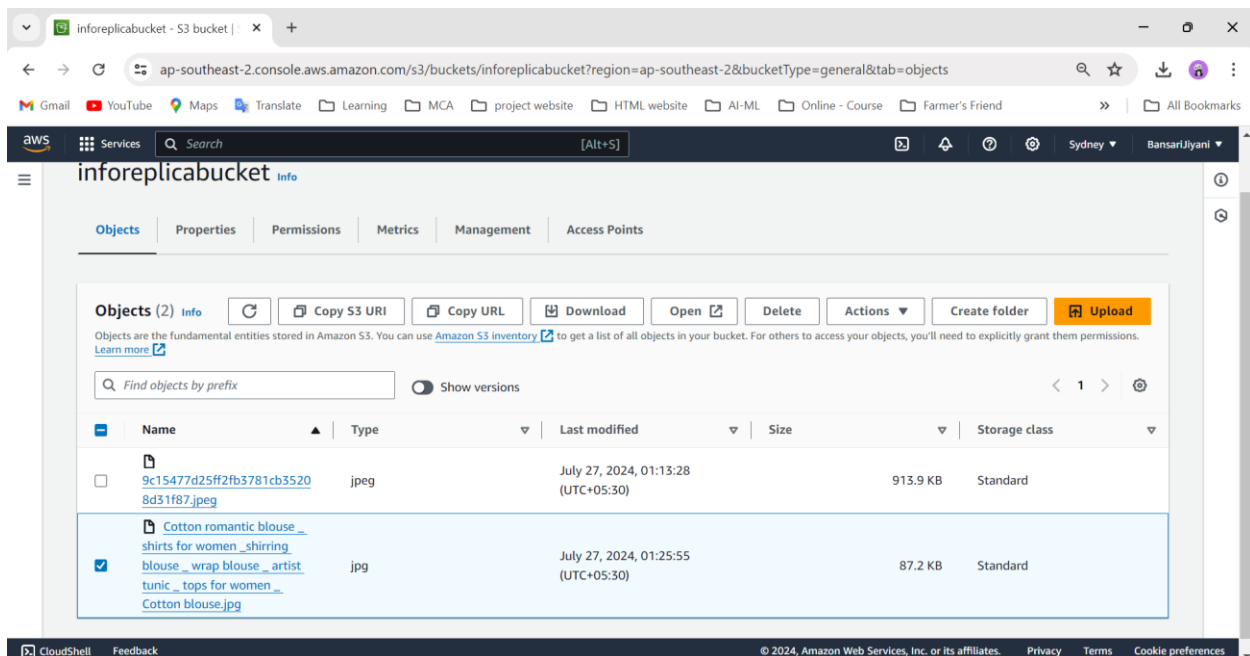 inforeplicabucket - S3 bucket | S
ap-southeast-2.console.aws.amazon.com/s3/buckets/inforeplicabucket?region=ap-southeast-2&bucketType=general&tab=objects
Gmail YouTube Maps Translate Learning MCA project website HTML website AI-ML Online - Course Farmer's Friend » All Bookmarks
aws Services Search [Alt+S] Sydney ▼ BansariJiyani ▼
inforeplicabucket Info
Objects Properties Permissions Metrics Management Access Points
Objects (2) Info Copy S3 URI Copy URL Download Open Delete Actions ▼ Create folder Upload
Objects are the fundamental entities stored in Amazon S3. You can use Amazon S3 inventory to get a list of all objects in your bucket. For others to access your objects, you'll need to explicitly grant them permissions.
Learn more
Find objects by prefix Show versions < 1 >
Name Type Last modified Size Storage class
9c15477d25ff2fb3781cb3520 jpeg July 27, 2024, 01:13:28 913.9 KB Standard
8d31f87.jpeg (UTC+05:30)
Cotton romantic blouse _
shirts for women _shirring
blouse _ wrap blouse _ artist jpg July 27, 2024, 01:25:55 87.2 KB Standard
tunic _ tops for women _ (UTC+05:30)
Cotton blouse.jpg
CloudShell Feedback © 2024, Amazon Web Services, Inc. or its affiliates. Privacy Terms Cookie preferences